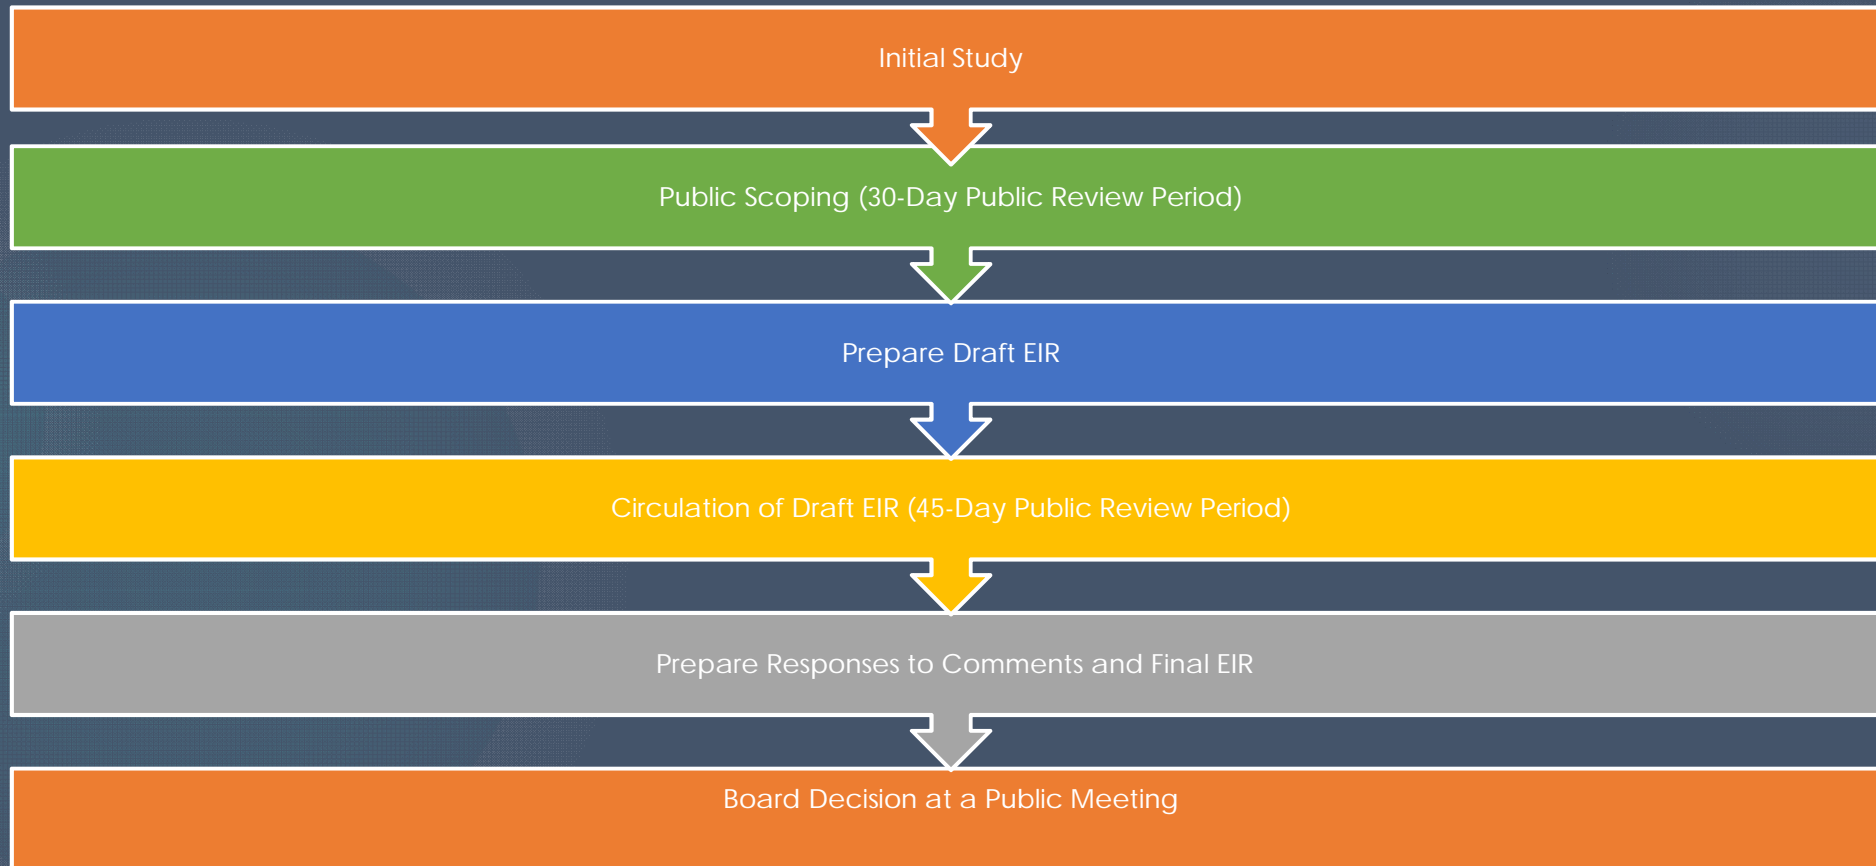 Initial Study
Public Scoping (30-Day Public Review Period)
Prepare Draft EIR
Circulation of Draft EIR (45-Day Public Review Period)
Prepare Responses to Comments and Final EIR
Board Decision at a Public Meeting